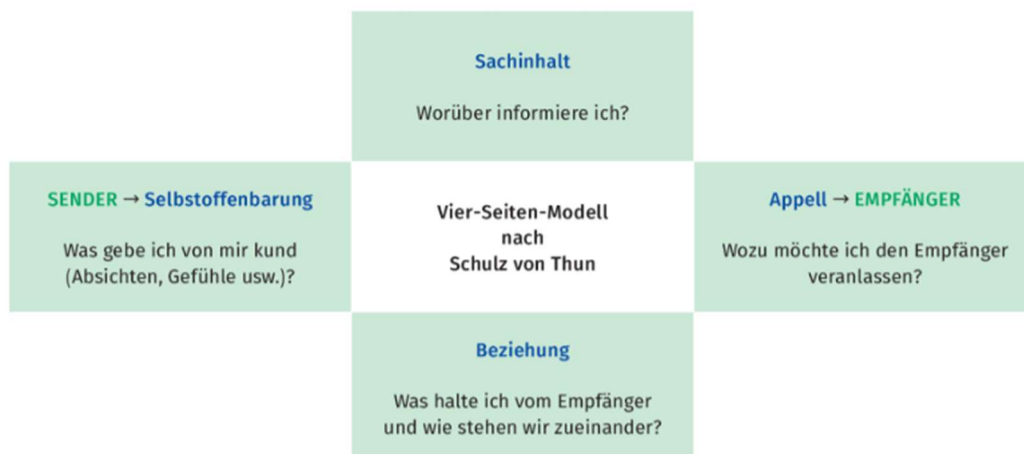 Sachinhalt
Worüber informiere ich?
SENDER → Selbstoffenbarung
Was gebe ich von mir kund
(Absichten, Gefühle usw.)?
Vier-Seiten-Modell
nach
Schulz von Thun
Appell → EMPFÄNGER
Wozu möchte ich den Empfänger
veranlassen?
Beziehung
Was halte ich vom Empfänger
und wie stehen wir zueinander?